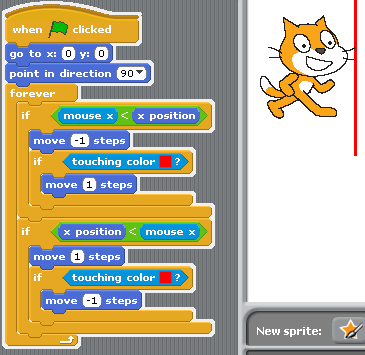 when clicked
go to x: 0 y: 0
point in direction 90
forever
if mouse x < x position
move -1 steps
if touching color ?
move 1 steps
if x position < mouse x
move 1 steps
if touching color ?
move -1 steps
New sprite: